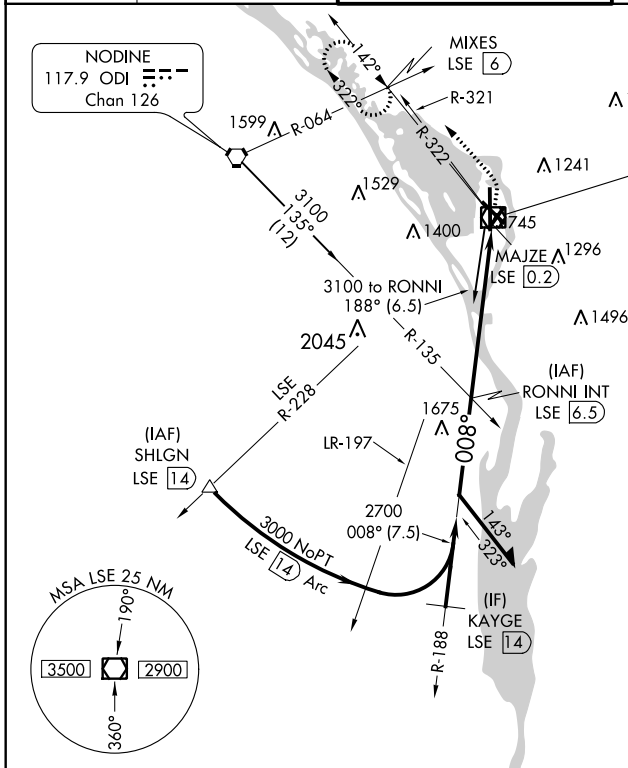 NODINE
117.9 ODI
Chan 126
142°
322°
MIXES
LSE 6
R-321
R-064
R-322
1599
1529
1400
1241
745
MAJZE
LSE 0.2
1296
1496
3100
135°
(12)
3100 to RONNI
188° (6.5)
2045
R-135
(IAF)
RONNI INT
LSE 6.5
LSE
R-228
1675
008°
(IAF)
SHLGN
LSE 14
LR-197
2700
008° (7.5)
3000 NoPT
LSE 14 Arc
143°
323°
(IF)
KAYGE
LSE 14
R-188
MSA LSE 25 NM
190°
3500
2900
360°